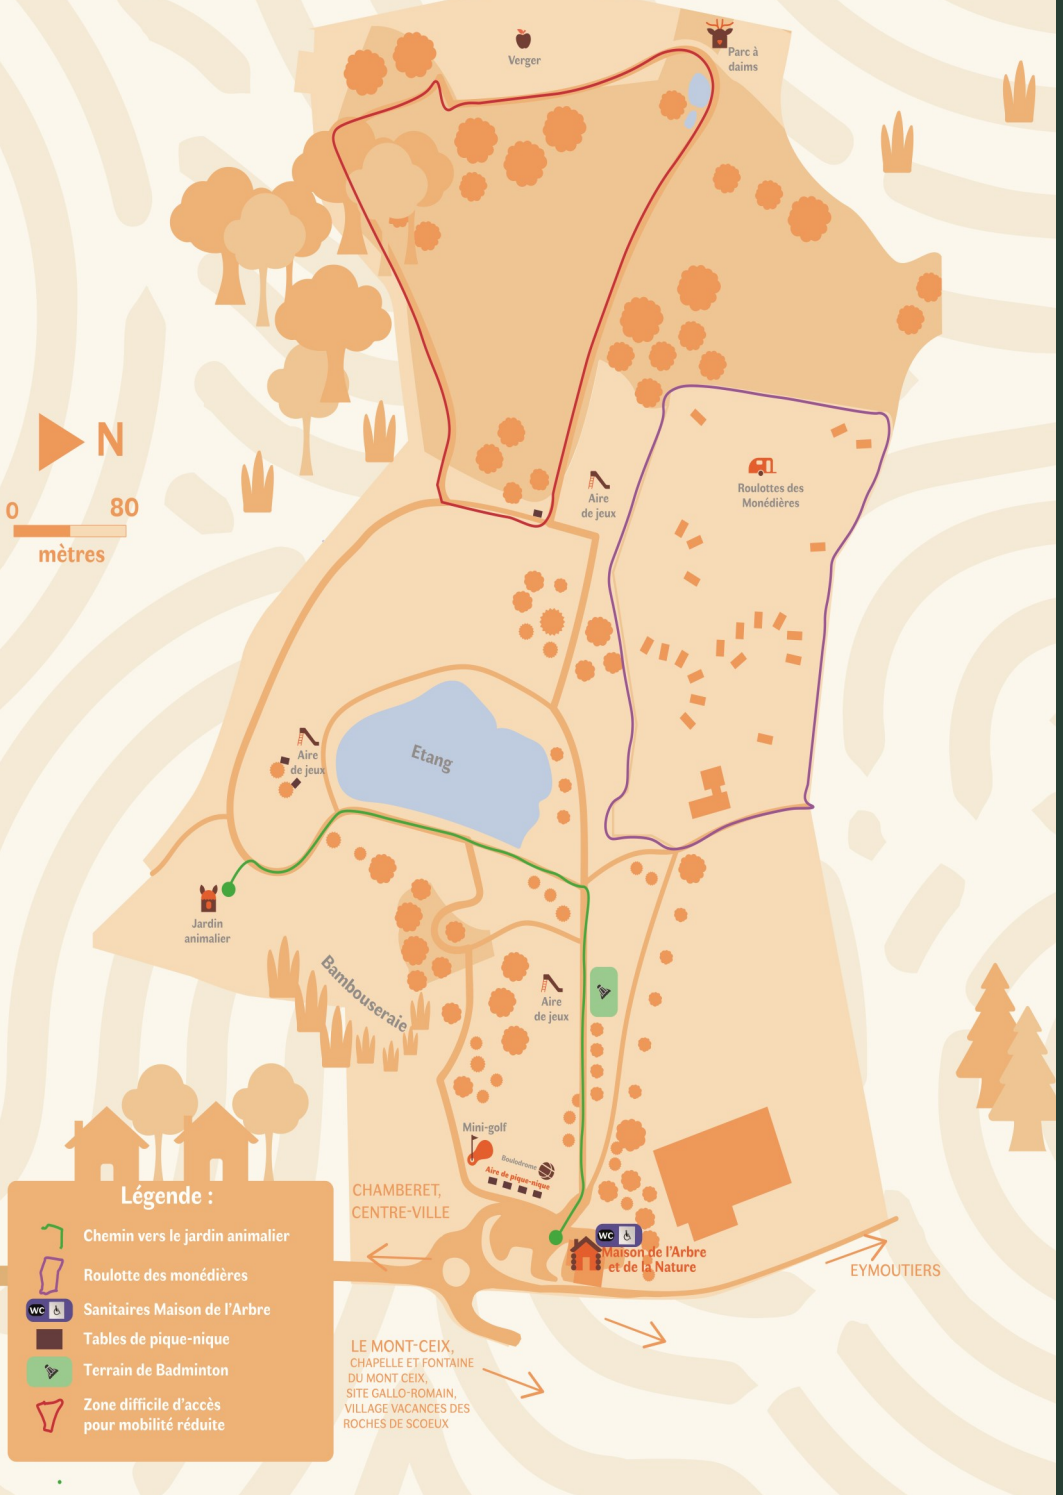 Verger
Parc à
daims
N
0 80
mètres
Roulottes des
Monédières
Aire
de jeux
Etang
Aire
de jeux
Jardin
animalier
Bambouseraie
Aire
de jeux
Mini-golf
Boulodrome
Aire de pique-nique
CHAMBERET,
CENTRE-VILLE
WC
Maison de l'Arbre
et de la Nature
EYMOUTIERS
LE MONT-CEIX,
CHAPELLE ET FONTAINE
DU MONT CEIX,
SITE GALLO-ROMAIN,
VILLAGE VACANCES DES
ROCHES DE SCOEUX
Légende :
Chemin vers le jardin animalier
Roulotte des monédières
WC
Sanitaires Maison de l'Arbre
Tables de pique-nique
Terrain de Badminton
Zone difficile d'accès
pour mobilité réduite